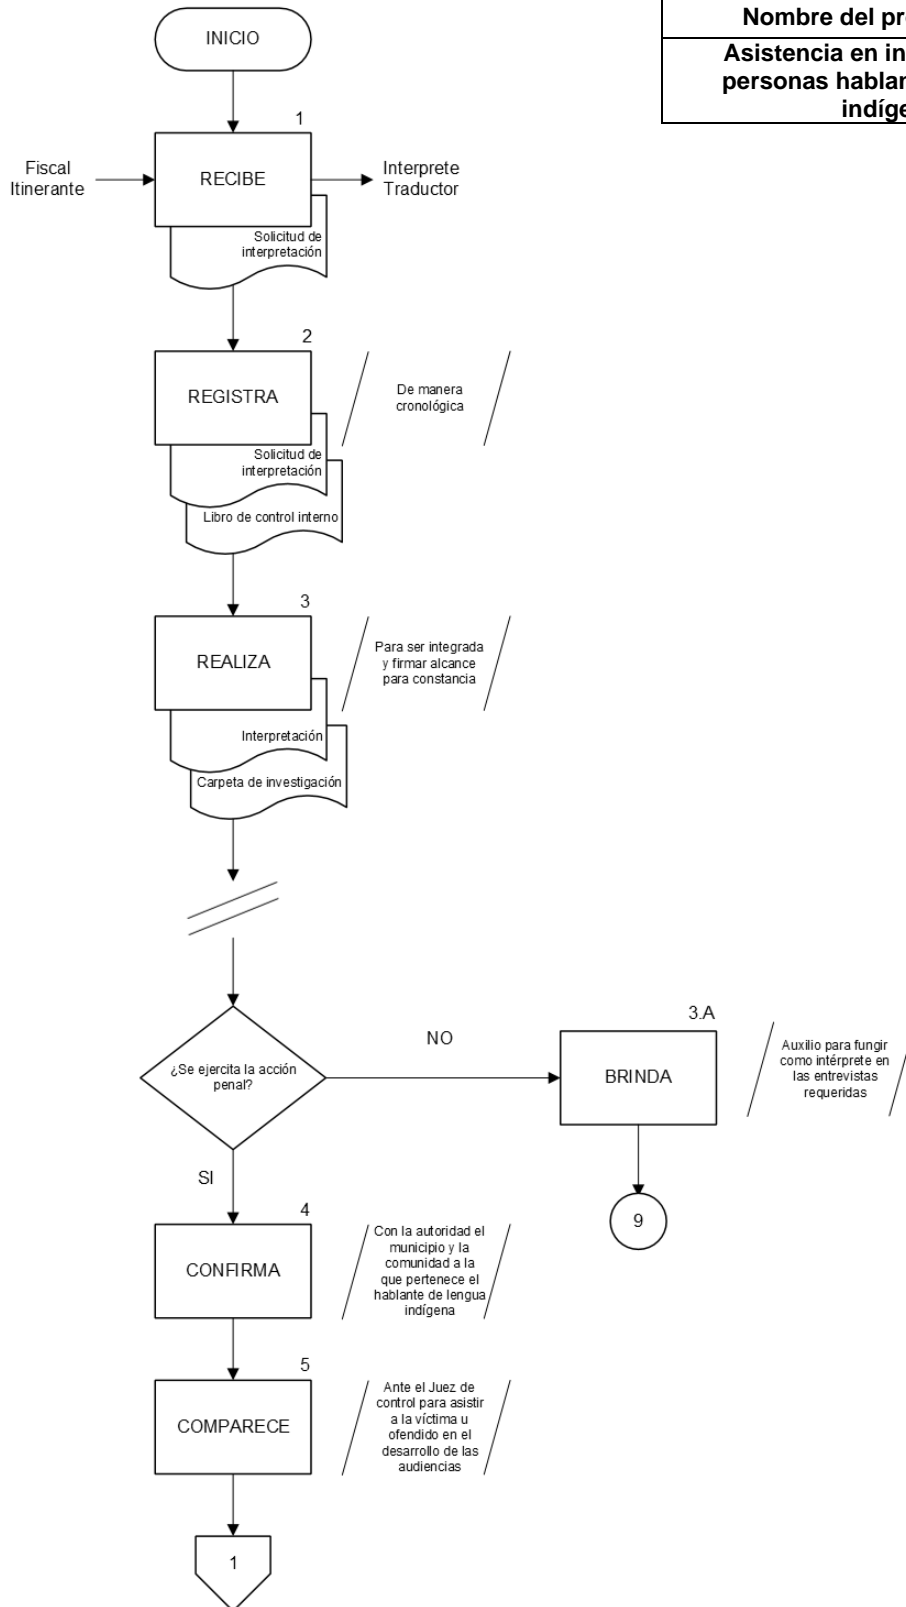 Nombre del
Asistencia en
personas
INICIO
1
Fiscal
Itinerante
RECIBE
Interprete
Traductor
Solicitud de
interpretación
2
REGISTRA
De manera
cronológica
Solicitud de
interpretación
Libro de control interno
3
REALIZA
Para ser integrada
y firmar alcance
para constancia
Interpretación
Carpeta de investigación
¿Se ejercita la acción
penal?
NO
3.A
BRINDA
Auxilio para fungir
como intérprete en
las entrevistas
requeridas
SI
9
4
CONFIRMA
Con la autoridad el
municipio y la
comunidad a la
que pertenece el
hablante de lengua
indígena
5
COMPARECE
Ante el Juez de
control para asistir
a la víctima u
ofendido en el
desarrollo de las
audiencias
1